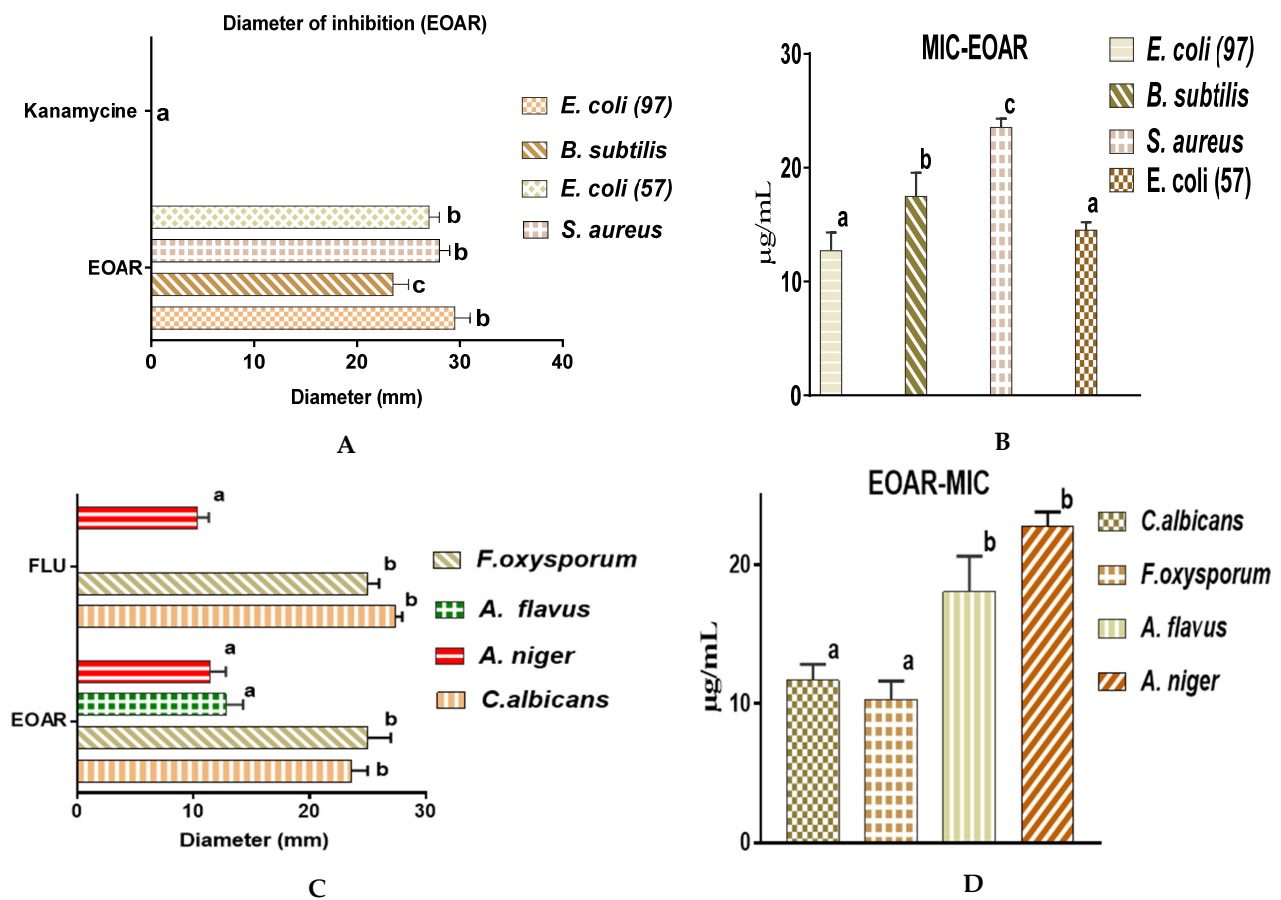 Diameter of inhibition (EOAR)
Kanamycine
a
b
b
EOAR
c
b
0 10 20 30 40
Diameter (mm)
E. coli (97)
B. subtilis
E. coli (57)
S. aureus
A
MIC-EOAR
30
20
10
0
µg/mL
a
b
c
a
E. coli (97)
B. subtilis
S. aureus
E. coli (57)
B
a
FLU
b
b
a
a
EOAR
b
b
0 10 20 30
Diameter (mm)
F.oxysporum
A. flavus
A. niger
C.albicans
C
EOAR-MIC
20
10
0
µg/mL
a
a
b
b
C.albicans
F.oxysporum
A. flavus
A. niger
D